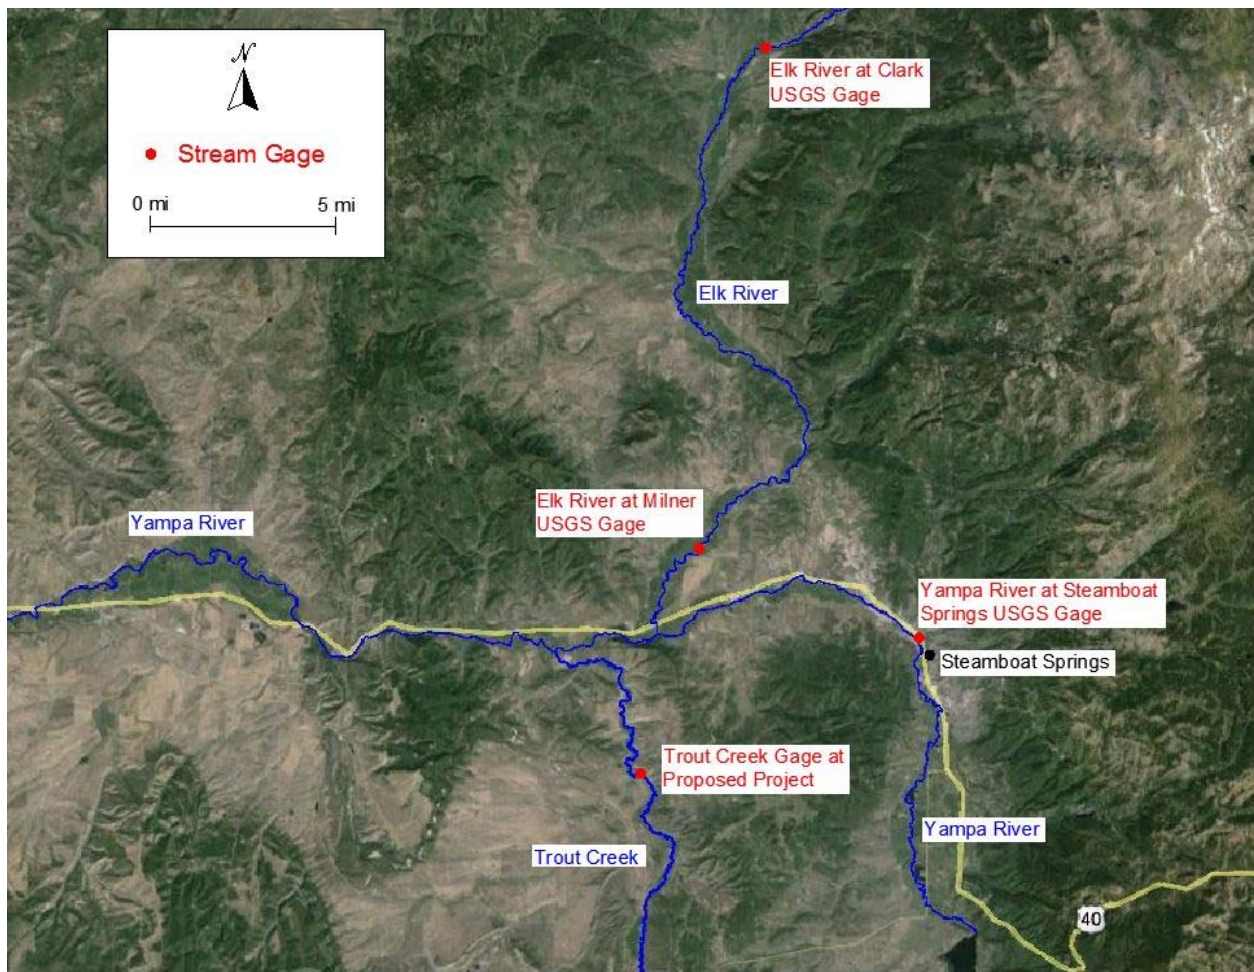 N
Stream Gage
0 mi 5 mi
Elk River at Clark
USGS Gage
Elk River
Elk River at Milner
USGS Gage
Yampa River
Yampa River at Steamboat
Springs USGS Gage
Steamboat Springs
Trout Creek Gage at
Proposed Project
Yampa River
Trout Creek
40